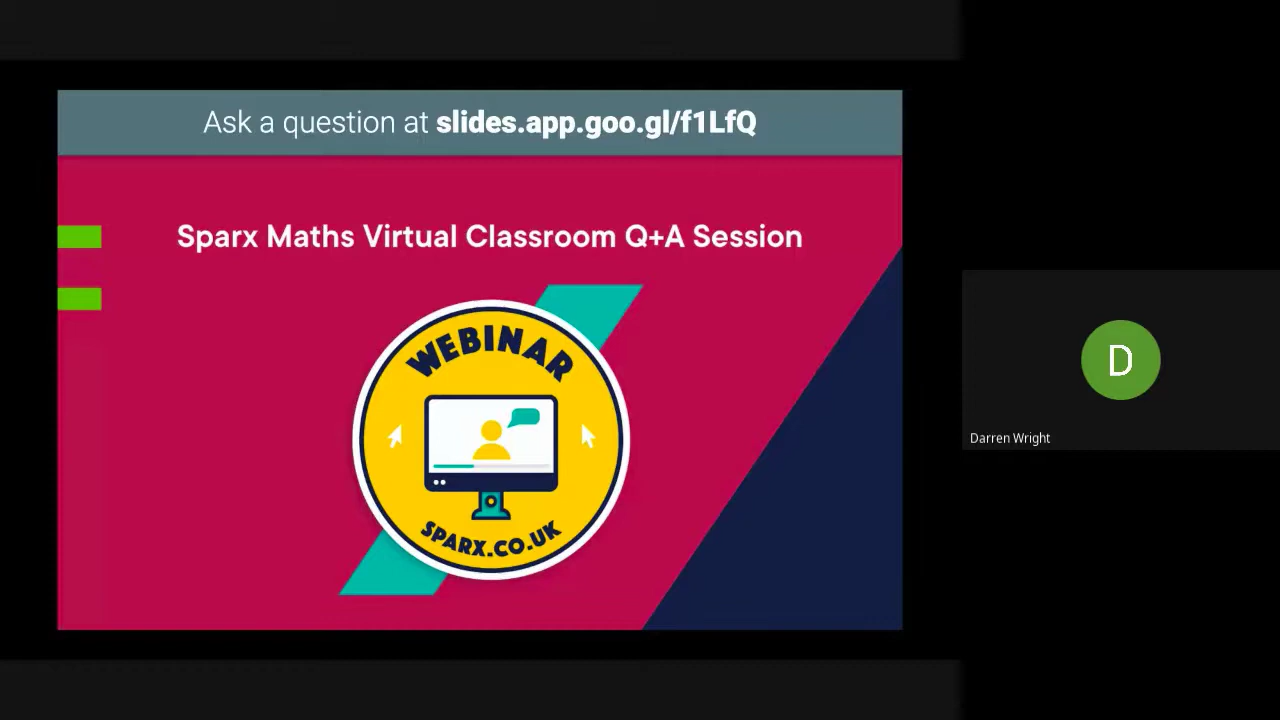 Ask a question at slides.app.goo.gl/f1LfQ
Sparx Maths Virtual Classroom Q+A Session
WEBINAR
SPARX.CO.UK
D
Darren Wright